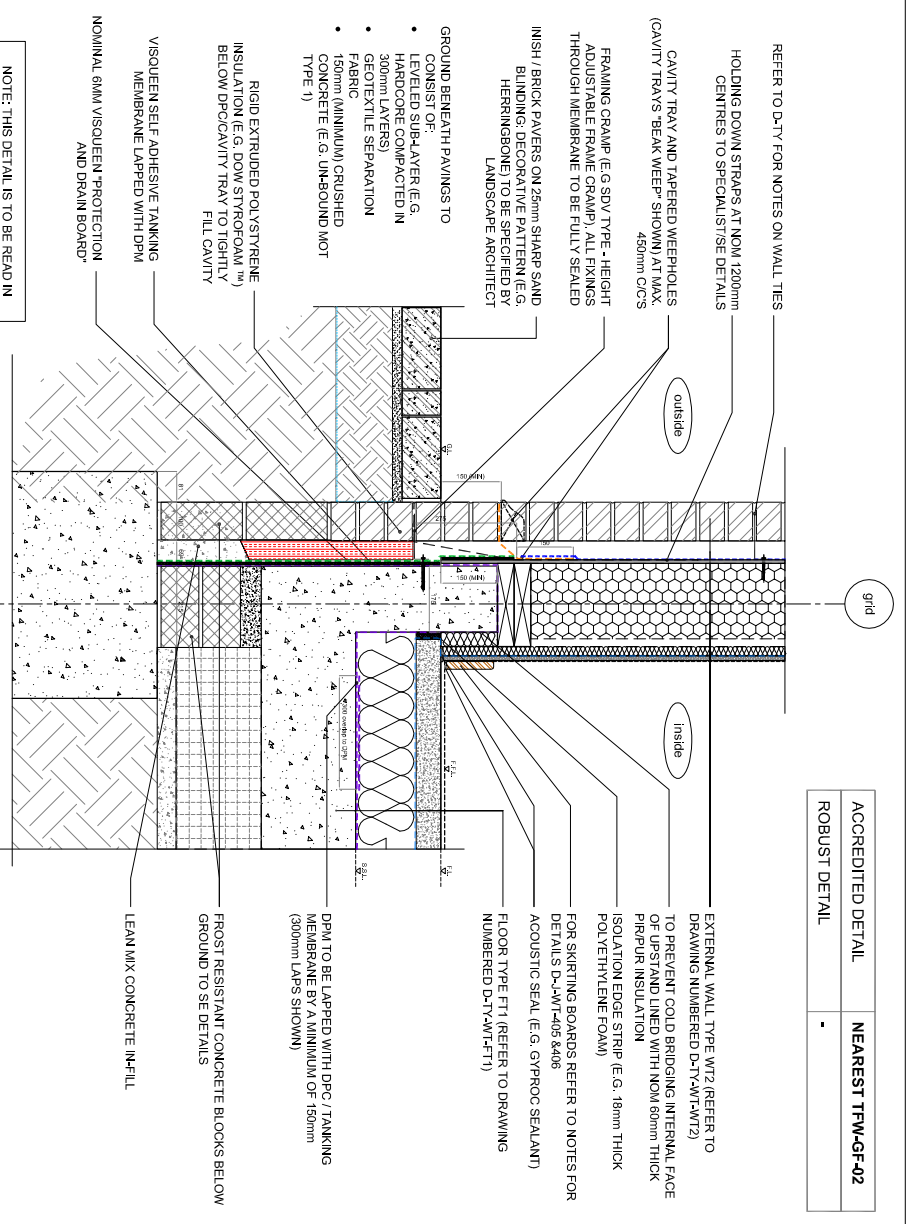 ACCREDITED DETAIL
NEAREST TFW-GF-02
ROBUST DETAIL
-
grid
outside
inside
REFER TO D-TY FOR NOTES ON WALL TIES
HOLDING DOWN STRAPS AT NOM 1200mm
CENTRES TO SPECIALIST/SE DETAILS
CAVITY TRAY AND TAPERED WEEPHOLES
(CAVITY TRAYS "BEAK WEEP" SHOWN) AT MAX.
450mm C/C'S
FRAMING CRAMP (E.G SDV TYPE - HEIGHT
ADJUSTABLE FRAME CRAMP). ALL FIXINGS
THROUGH MEMBRANE TO BE FULLY SEALED
INISH / BRICK PAVERS ON 25mm SHARP SAND
BLINDING; DECORATIVE PATTERN (E.G.
HERRINGBONE) TO BE SPECIFIED BY
LANDSCAPE ARCHITECT
GROUND BENEATH PAVINGS TO
CONSIST OF:
• LEVELED SUB-LAYER (E.G.
HARDCORE COMPACTED IN
300mm LAYERS)
• GEOTEXTILE SEPARATION
FABRIC
• 150mm (MINIMUM) CRUSHED
CONCRETE (E.G. UN-BOUND MOT
TYPE 1)
RIGID EXTRUDED POLYSTYRENE
INSULATION (E.G. DOW STYROFOAM ™)
BELOW DPC/CAVITY TRAY TO TIGHTLY
FILL CAVITY
VISQUEEN SELF ADHESIVE TANKING
MEMBRANE LAPPED WITH DPM
NOMINAL 6MM VISQUEEN "PROTECTION
AND DRAIN BOARD"
NOTE: THIS DETAIL IS TO BE READ IN
EXTERNAL WALL TYPE WT2 (REFER TO
DRAWING NUMBERED D-TY-WT-WT2)
TO PREVENT COLD BRIDGING INTERNAL FACE
OF UPSTAND LINED WITH NOM 60mm THICK
PIR/PUR INSULATION
ISOLATION EDGE STRIP (E.G. 18mm THICK
POLYETHYLENE FOAM)
FOR SKIRTING BOARDS REFER TO NOTES FOR
DETAILS D-J-WT-405 &406
ACOUSTIC SEAL (E.G. GYPROC SEALANT)
FLOOR TYPE FT1 (REFER TO DRAWING
NUMBERED D-TY-WT-FT1)
DPM TO BE LAPPED WITH DPC / TANKING
MEMBRANE BY A MINIMUM OF 150mm
(300mm LAPS SHOWN)
FROST RESISTANT CONCRETE BLOCKS BELOW
GROUND TO SE DETAILS
LEAN MIX CONCRETE IN-FILL
150 (MIN)
275
150 (MIN)
175
G.L.
F.F.L.
F.L.
S.S.L.
300 overlap to DPM
81